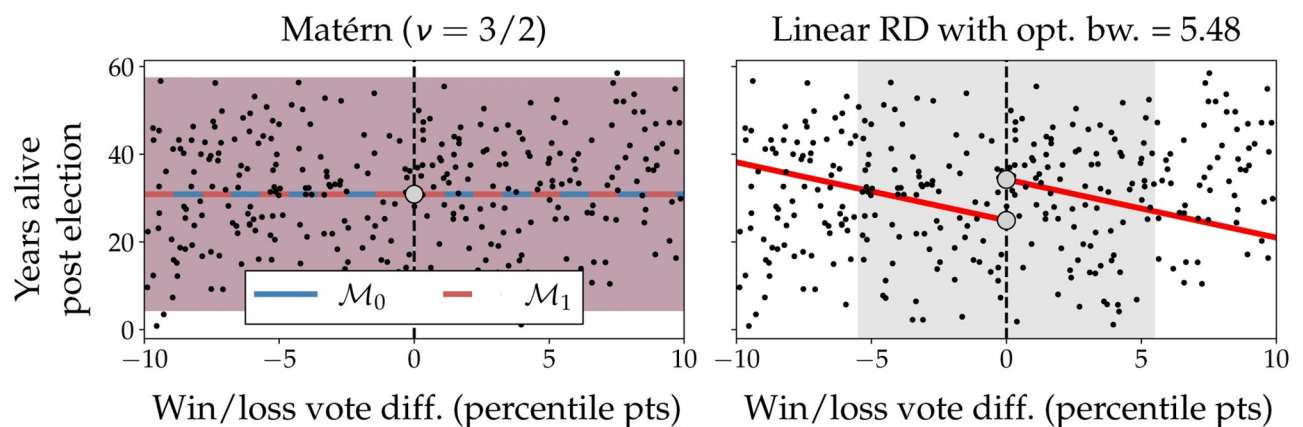 Matérn (ν = 3/2)
Linear RD with opt. bw. = 5.48
Years alive
post election
60
40
20
0
M₀ M₁
−10 −5 0 5 10
−10 −5 0 5 10
Win/loss vote diff. (percentile pts)
Win/loss vote diff. (percentile pts)